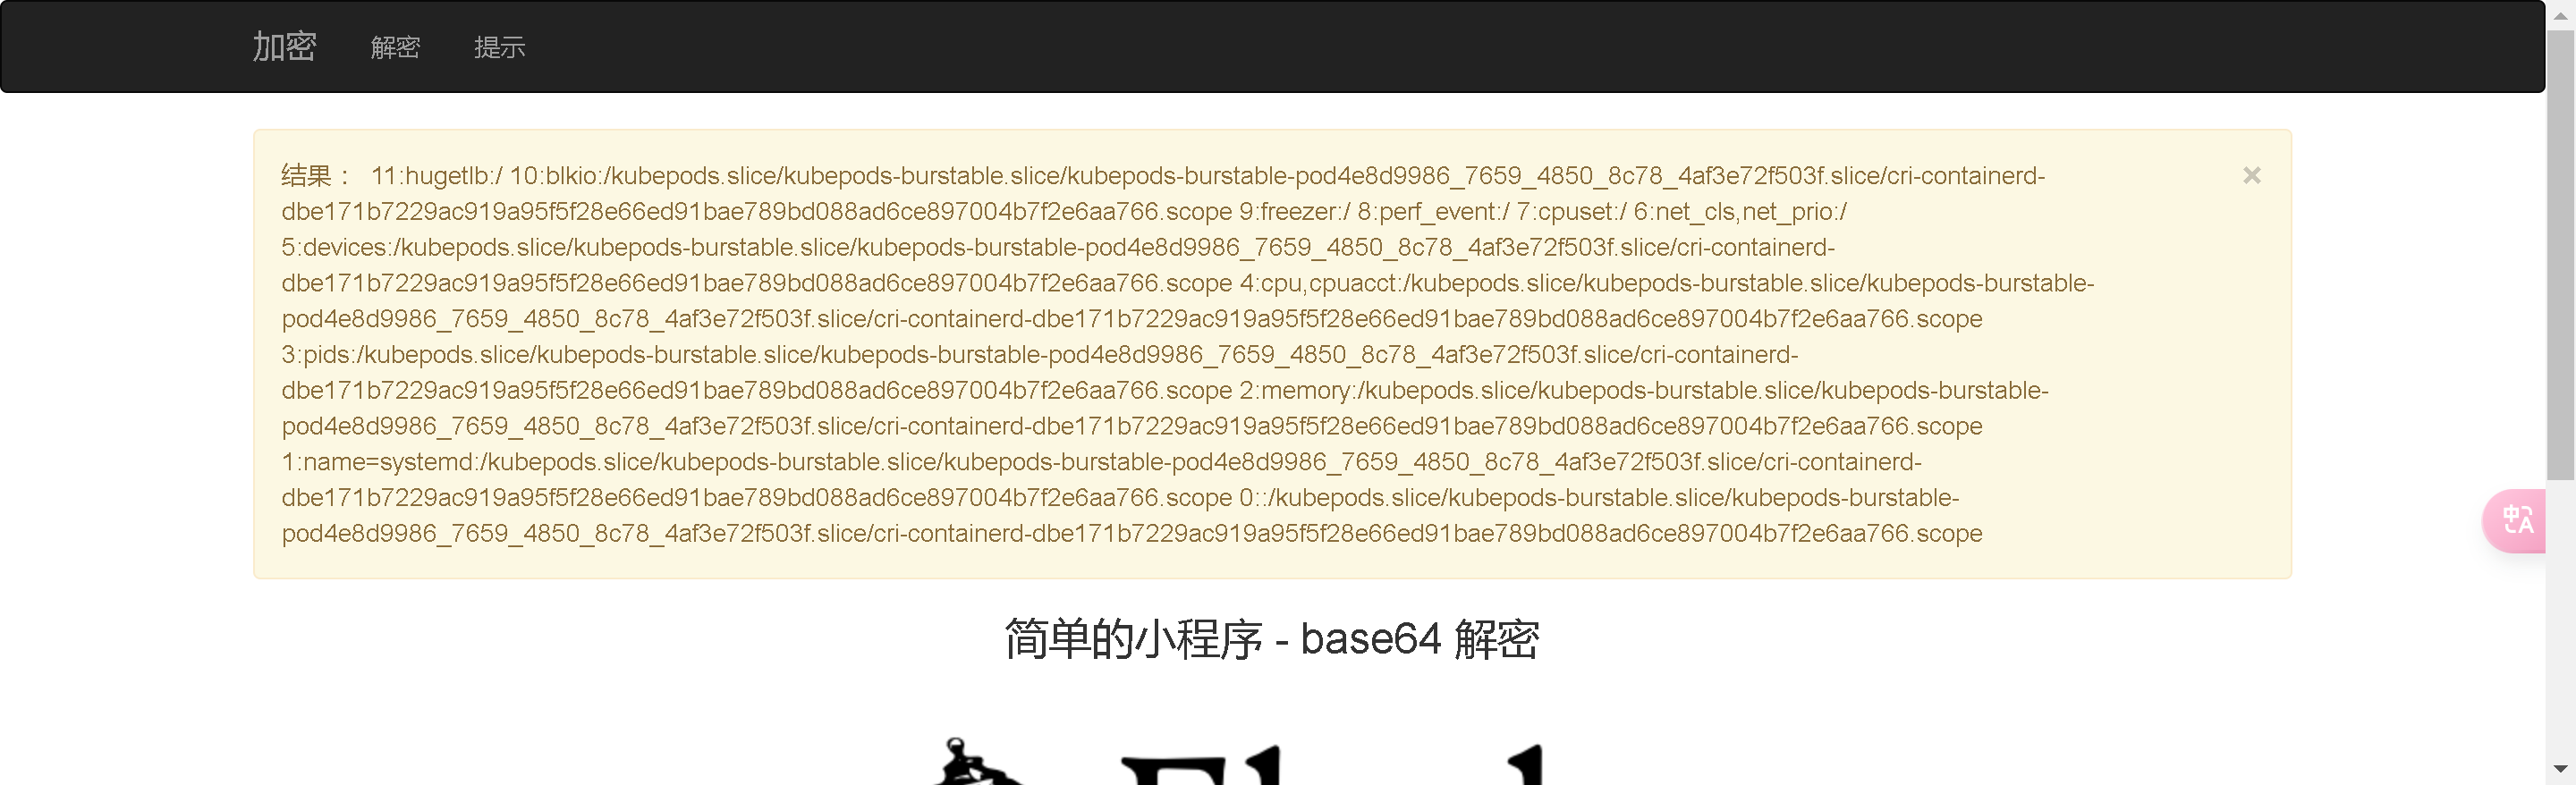 加密 解密 提示
结果 ： 11:hugetlb:/ 10:blkio:/kubepods.slice/kubepods-burstable.slice/kubepods-burstable-pod4e8d9986_7659_4850_8c78_4af3e72f503f.slice/cri-containerd-
dbe171b7229ac919a95f5f28e66ed91bae789bd088ad6ce897004b7f2e6aa766.scope 9:freezer:/ 8:perf_event:/ 7:cpuset:/ 6:net_cls,net_prio:/
5:devices:/kubepods.slice/kubepods-burstable.slice/kubepods-burstable-pod4e8d9986_7659_4850_8c78_4af3e72f503f.slice/cri-containerd-
dbe171b7229ac919a95f5f28e66ed91bae789bd088ad6ce897004b7f2e6aa766.scope 4:cpu,cpuacct:/kubepods.slice/kubepods-burstable.slice/kubepods-burstable-
pod4e8d9986_7659_4850_8c78_4af3e72f503f.slice/cri-containerd-dbe171b7229ac919a95f5f28e66ed91bae789bd088ad6ce897004b7f2e6aa766.scope
3:pids:/kubepods.slice/kubepods-burstable.slice/kubepods-burstable-pod4e8d9986_7659_4850_8c78_4af3e72f503f.slice/cri-containerd-
dbe171b7229ac919a95f5f28e66ed91bae789bd088ad6ce897004b7f2e6aa766.scope 2:memory:/kubepods.slice/kubepods-burstable.slice/kubepods-burstable-
pod4e8d9986_7659_4850_8c78_4af3e72f503f.slice/cri-containerd-dbe171b7229ac919a95f5f28e66ed91bae789bd088ad6ce897004b7f2e6aa766.scope
1:name=systemd:/kubepods.slice/kubepods-burstable.slice/kubepods-burstable-pod4e8d9986_7659_4850_8c78_4af3e72f503f.slice/cri-containerd-
dbe171b7229ac919a95f5f28e66ed91bae789bd088ad6ce897004b7f2e6aa766.scope 0::/kubepods.slice/kubepods-burstable.slice/kubepods-burstable-
pod4e8d9986_7659_4850_8c78_4af3e72f503f.slice/cri-containerd-dbe171b7229ac919a95f5f28e66ed91bae789bd088ad6ce897004b7f2e6aa766.scope
简单的小程序 - base64 解密